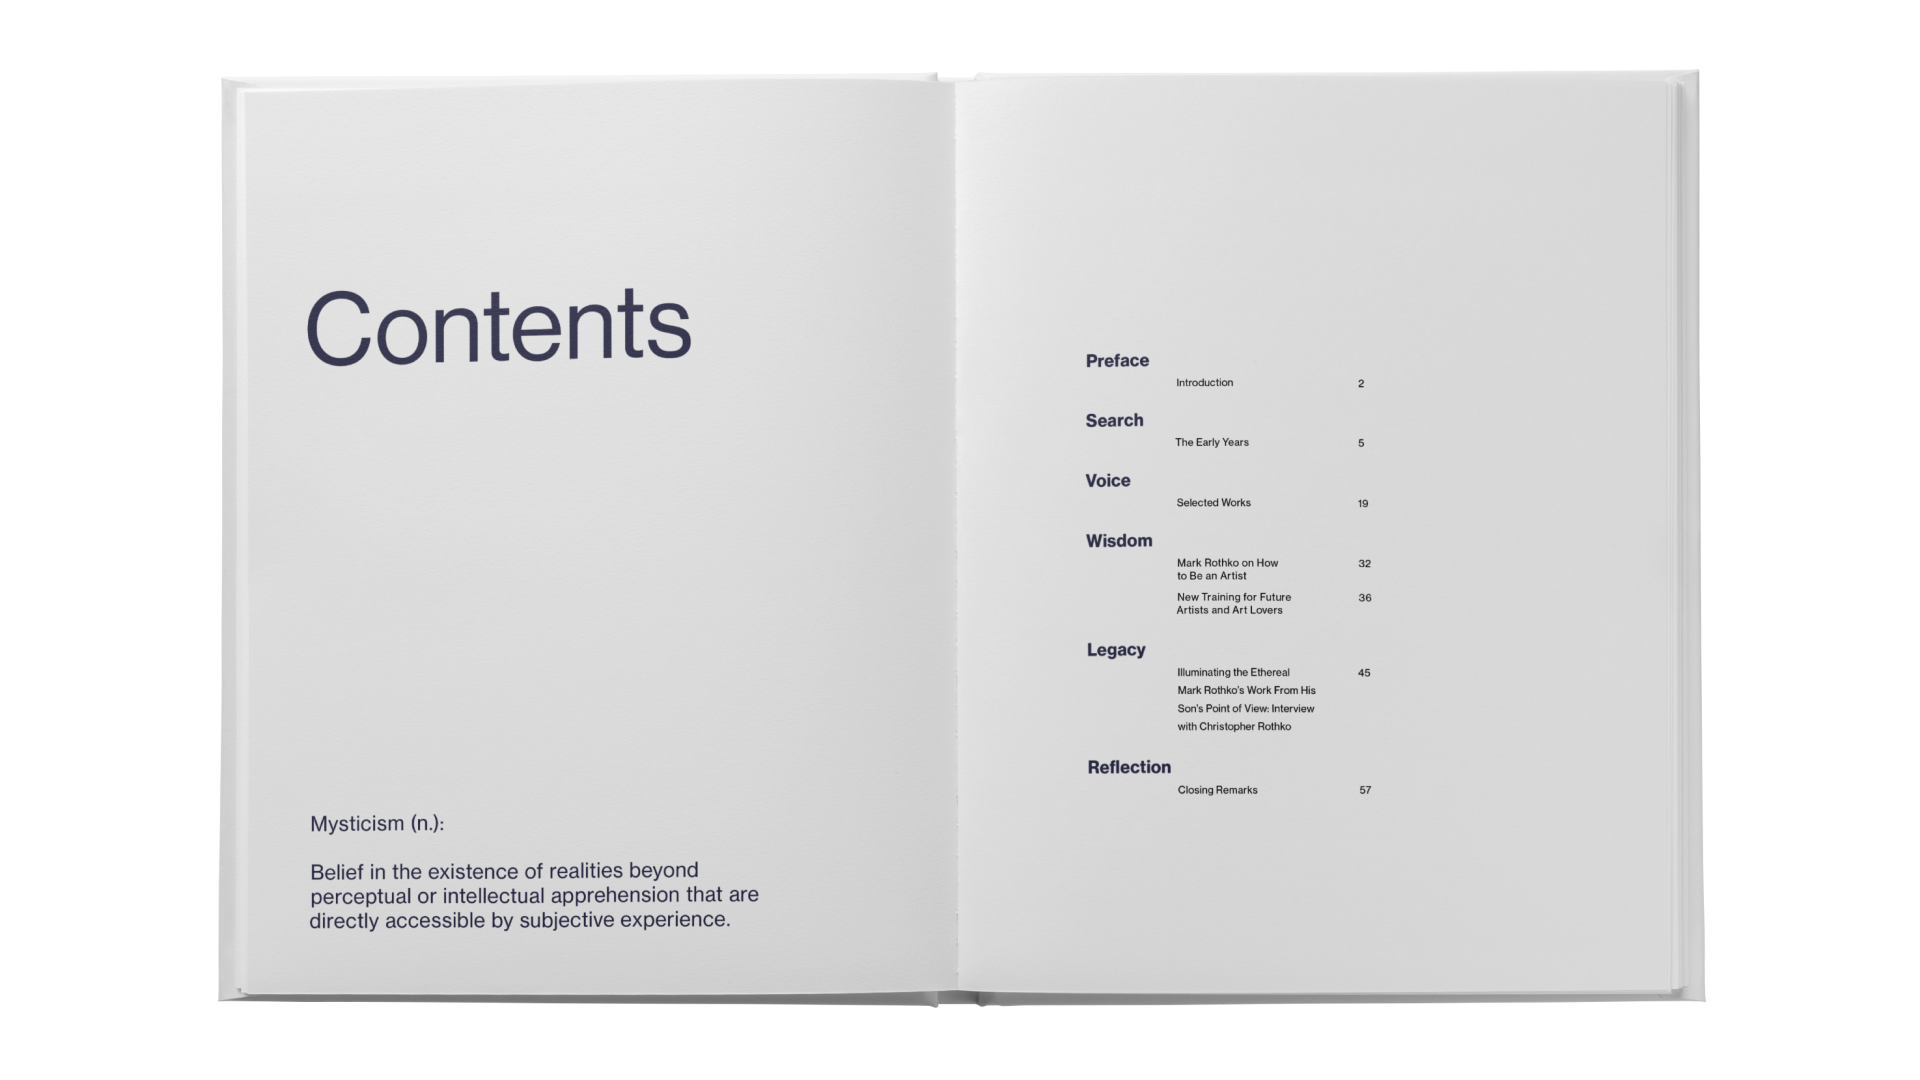 Contents
Mysticism (n.):
Belief in the existence of realities beyond
perceptual or intellectual apprehension that are
directly accessible by subjective experience.
Preface
Introduction 2
Search
The Early Years 5
Voice
Selected Works 19
Wisdom
Mark Rothko on How 32
to Be an Artist
New Training for Future 36
Artists and Art Lovers
Legacy
Illuminating the Ethereal 45
Mark Rothko's Work From His
Son's Point of View: Interview
with Christopher Rothko
Reflection
Closing Remarks 57